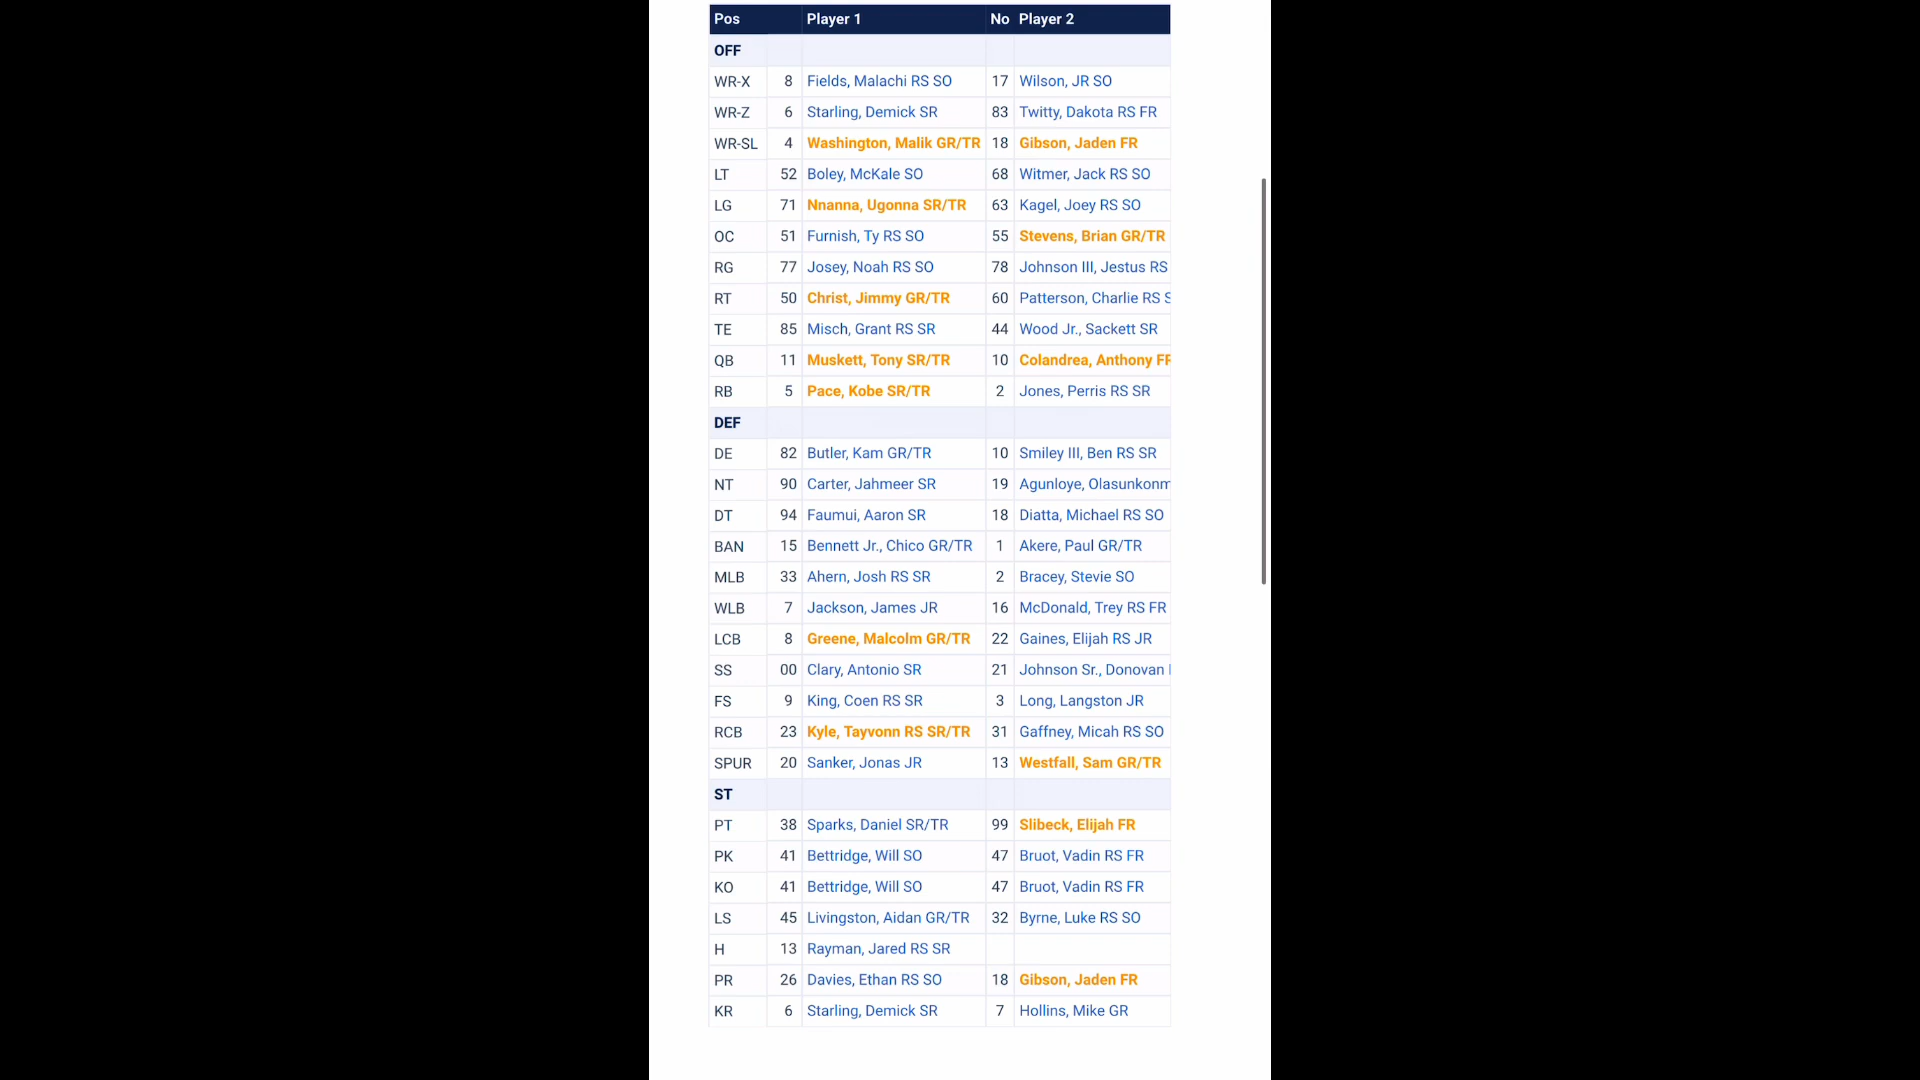 Pos Player 1 No Player 2
OFF
WR-X 8 Fields, Malachi RS SO 17 Wilson, JR SO
WR-Z 6 Starling, Demick SR 83 Twitty, Dakota RS FR
WR-SL 4 Washington, Malik GR/TR 18 Gibson, Jaden FR
LT 52 Boley, McKale SO 68 Witmer, Jack RS SO
LG 71 Nnanna, Ugonna SR/TR 63 Kagel, Joey RS SO
OC 51 Furnish, Ty RS SO 55 Stevens, Brian GR/TR
RG 77 Josey, Noah RS SO 78 Johnson III, Jestus RS
RT 50 Christ, Jimmy GR/TR 60 Patterson, Charlie RS S
TE 85 Misch, Grant RS SR 44 Wood Jr., Sackett SR
QB 11 Muskett, Tony SR/TR 10 Colandrea, Anthony FR
RB 5 Pace, Kobe SR/TR 2 Jones, Perris RS SR
DEF
DE 82 Butler, Kam GR/TR 10 Smiley III, Ben RS SR
NT 90 Carter, Jahmeer SR 19 Agunloye, Olasunkonm
DT 94 Faumui, Aaron SR 18 Diatta, Michael RS SO
BAN 15 Bennett Jr., Chico GR/TR 1 Akere, Paul GR/TR
MLB 33 Ahern, Josh RS SR 2 Bracey, Stevie SO
WLB 7 Jackson, James JR 16 McDonald, Trey RS FR
LCB 8 Greene, Malcolm GR/TR 22 Gaines, Elijah RS JR
SS 00 Clary, Antonio SR 21 Johnson Sr., Donovan
FS 9 King, Coen RS SR 3 Long, Langston JR
RCB 23 Kyle, Tayvonn RS SR/TR 31 Gaffney, Micah RS SO
SPUR 20 Sanker, Jonas JR 13 Westfall, Sam GR/TR
ST
PT 38 Sparks, Daniel SR/TR 99 Slibeck, Elijah FR
PK 41 Bettridge, Will SO 47 Bruot, Vadin RS FR
KO 41 Bettridge, Will SO 47 Bruot, Vadin RS FR
LS 45 Livingston, Aidan GR/TR 32 Byrne, Luke RS SO
H 13 Rayman, Jared RS SR
PR 26 Davies, Ethan RS SO 18 Gibson, Jaden FR
KR 6 Starling, Demick SR 7 Hollins, Mike GR